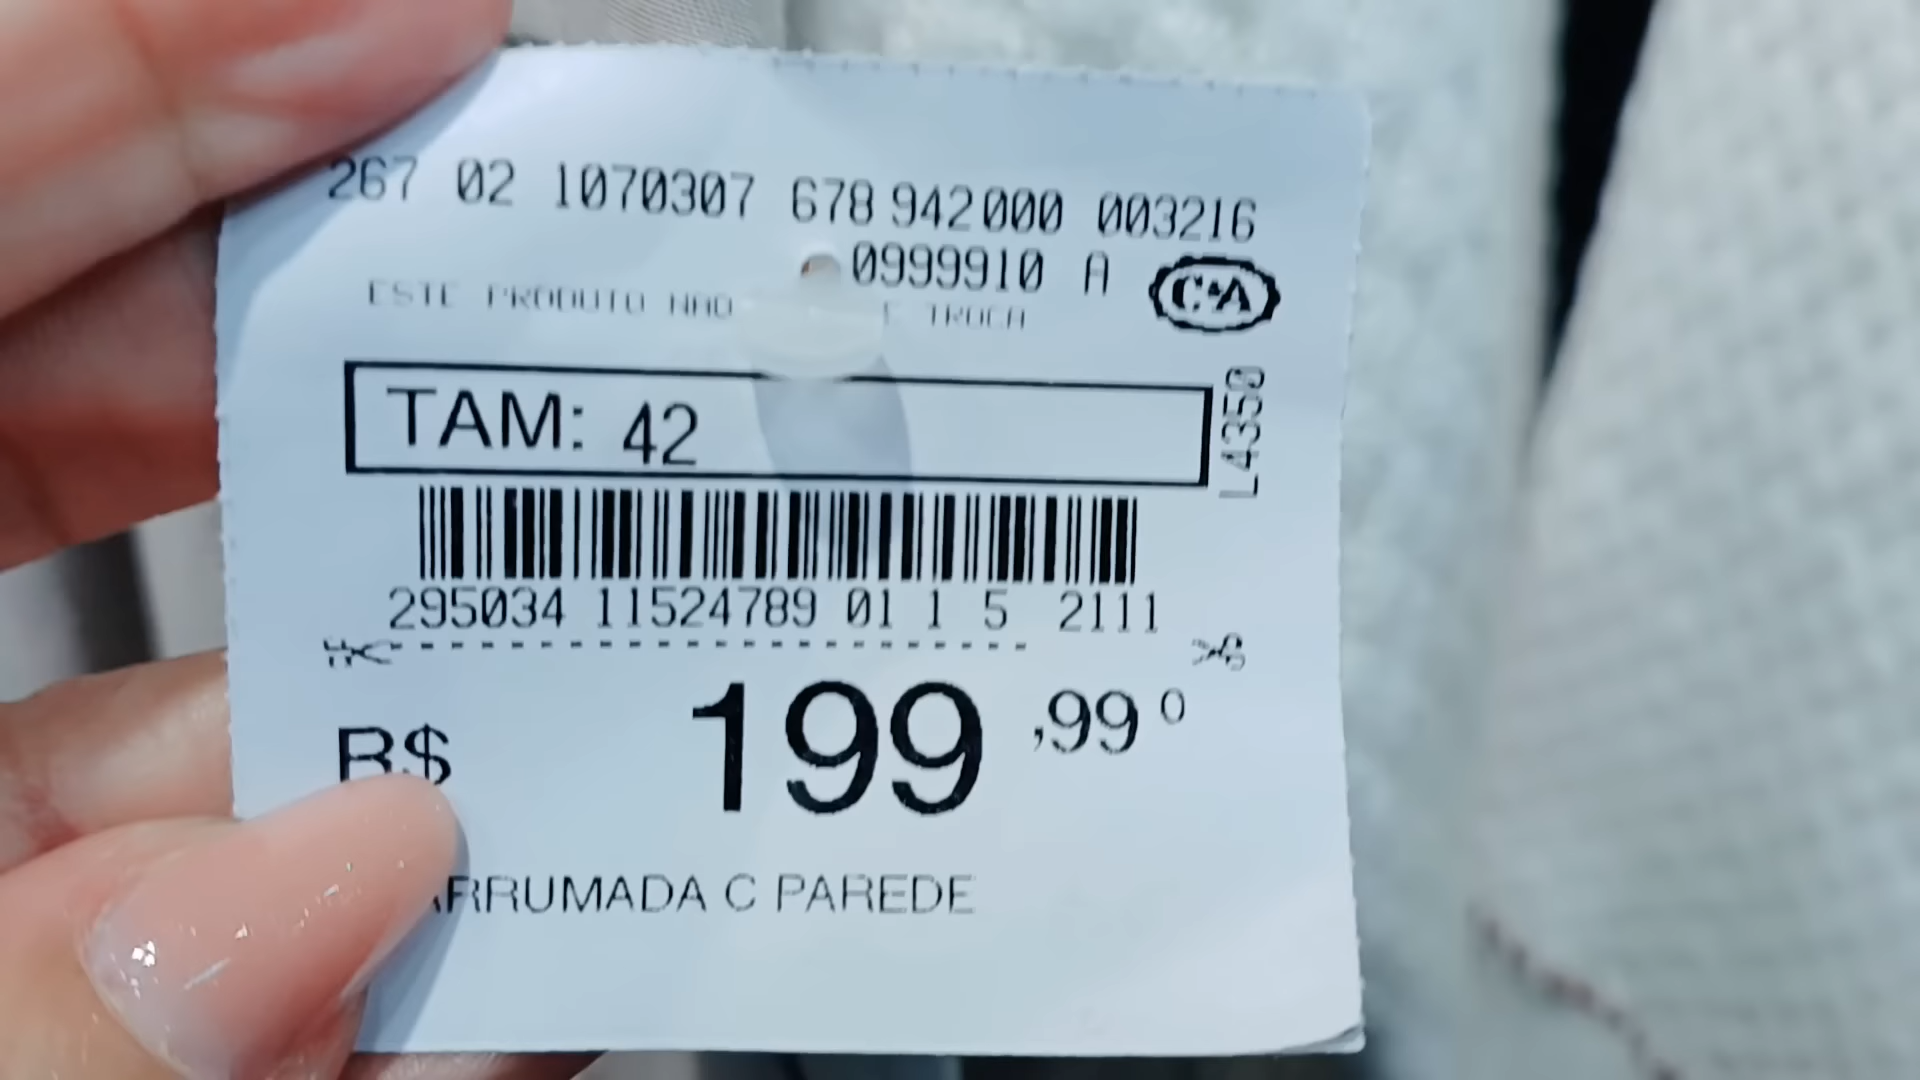 267 02 1070307 678 942000 003216
0999910 A
C&A
ESTE PRODUTO NAO E TROCA
L4350
TAM: 42
295034 11524789 01 1 5 2111
R$ 199,99 0
ARRUMADA C PAREDE